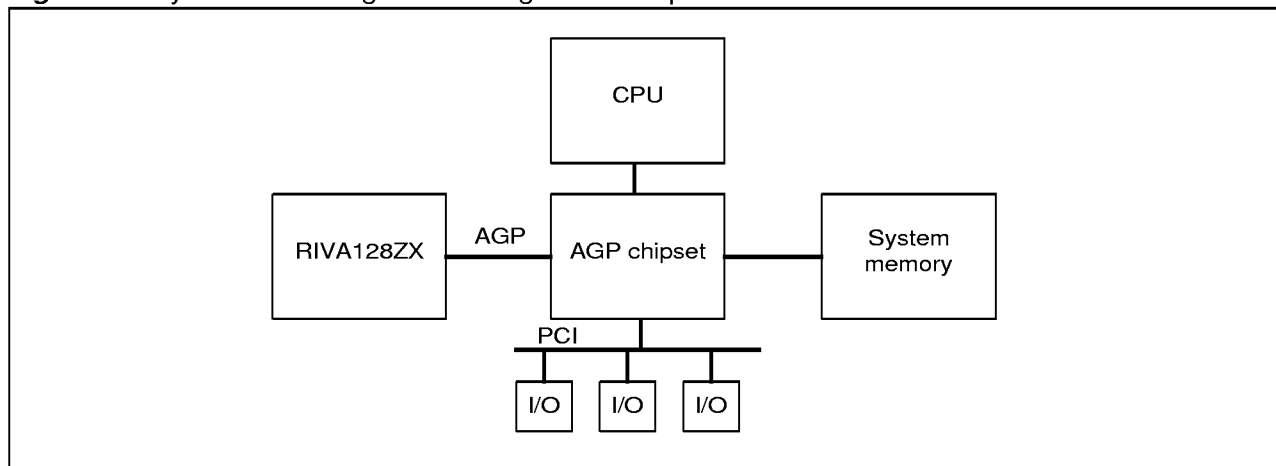 CPU
RIVA128ZX
AGP
AGP chipset
System
memory
PCI
I/O
I/O
I/O